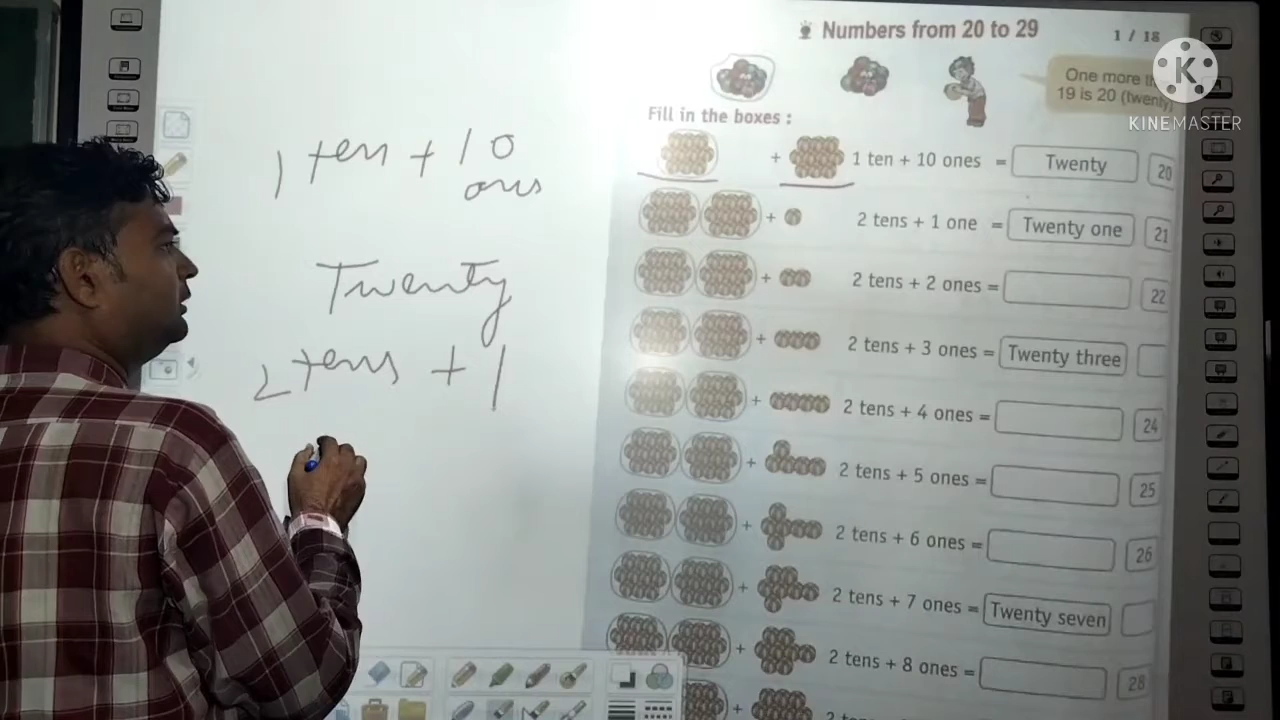 Numbers from 20 to 29
1 / 18
One more
19 is 20 (twenty)
K
KINEMASTER
Fill in the boxes :
+ 1 ten + 10 ones = Twenty 20
+ 2 tens + 1 one = Twenty one 21
+ 2 tens + 2 ones = 22
+ 2 tens + 3 ones = Twenty three
+ 2 tens + 4 ones = 24
+ 2 tens + 5 ones = 25
+ 2 tens + 6 ones = 26
+ 2 tens + 7 ones = Twenty seven
+ 2 tens + 8 ones = 28
+
1 ten + 10
ones
Twenty
2 tens + 1